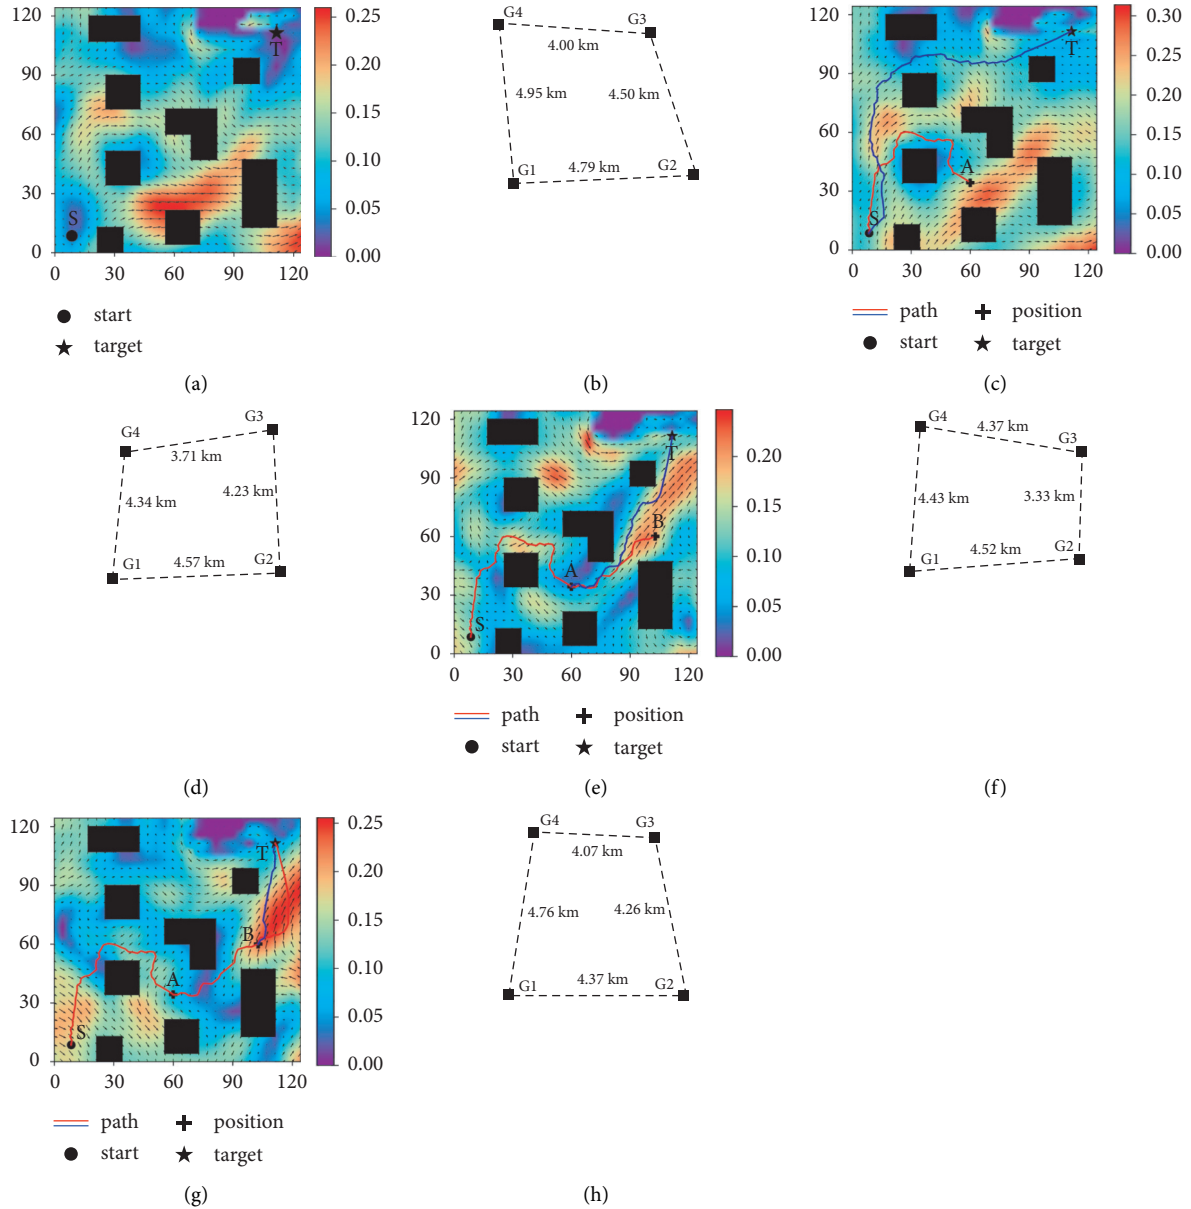 120
90
60
30
0
0 30 60 90 120
S
T
0.25
0.20
0.15
0.10
0.05
0.00
start
target
(a)
G4
G3
4.00 km
4.95 km
4.50 km
G1
4.79 km
G2
(b)
120
90
60
30
0
0 30 60 90 120
T
A
S
0.30
0.25
0.20
0.15
0.10
0.05
0.00
path position
start target
(c)
G3
G4
3.71 km
4.34 km
4.23 km
G1
4.57 km
G2
(d)
120
90
60
30
0
0 30 60 90 120
T
B
A
S
0.20
0.15
0.10
0.05
0.00
path position
start target
(e)
G4
4.37 km
G3
4.43 km
3.33 km
G1
4.52 km
G2
(f)
120
90
60
30
0
0 30 60 90 120
T
B
A
S
0.25
0.20
0.15
0.10
0.05
0.00
path position
start target
(g)
G4
G3
4.07 km
4.76 km
4.26 km
G1
4.37 km
G2
(h)